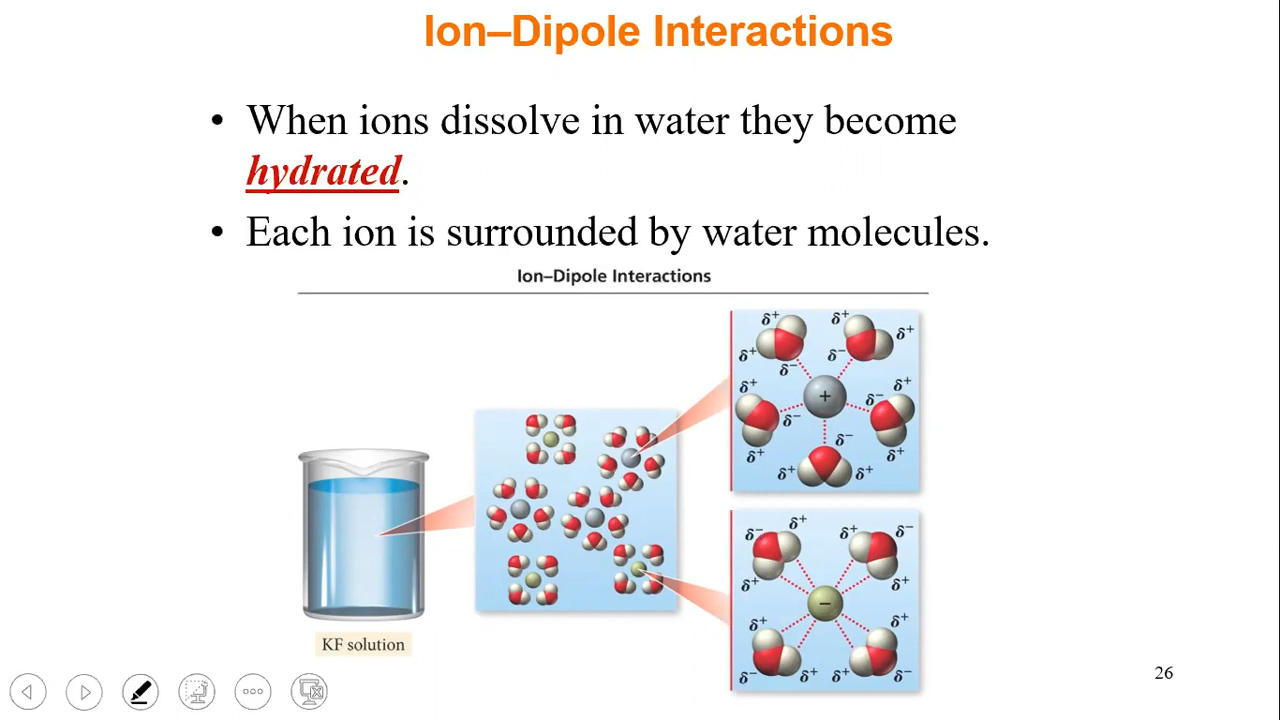 Ion–Dipole Interactions
• When ions dissolve in water they become
hydrated.
• Each ion is surrounded by water molecules.
Ion–Dipole Interactions
δ+ δ+
δ+
δ+ δ− δ−
δ+ δ− δ+
+
δ−
δ+ δ− δ+
δ+ δ+
δ− δ+ δ+ δ−
δ+ δ+
−
δ+ δ+
δ− δ+ δ+ δ−
KF solution
26